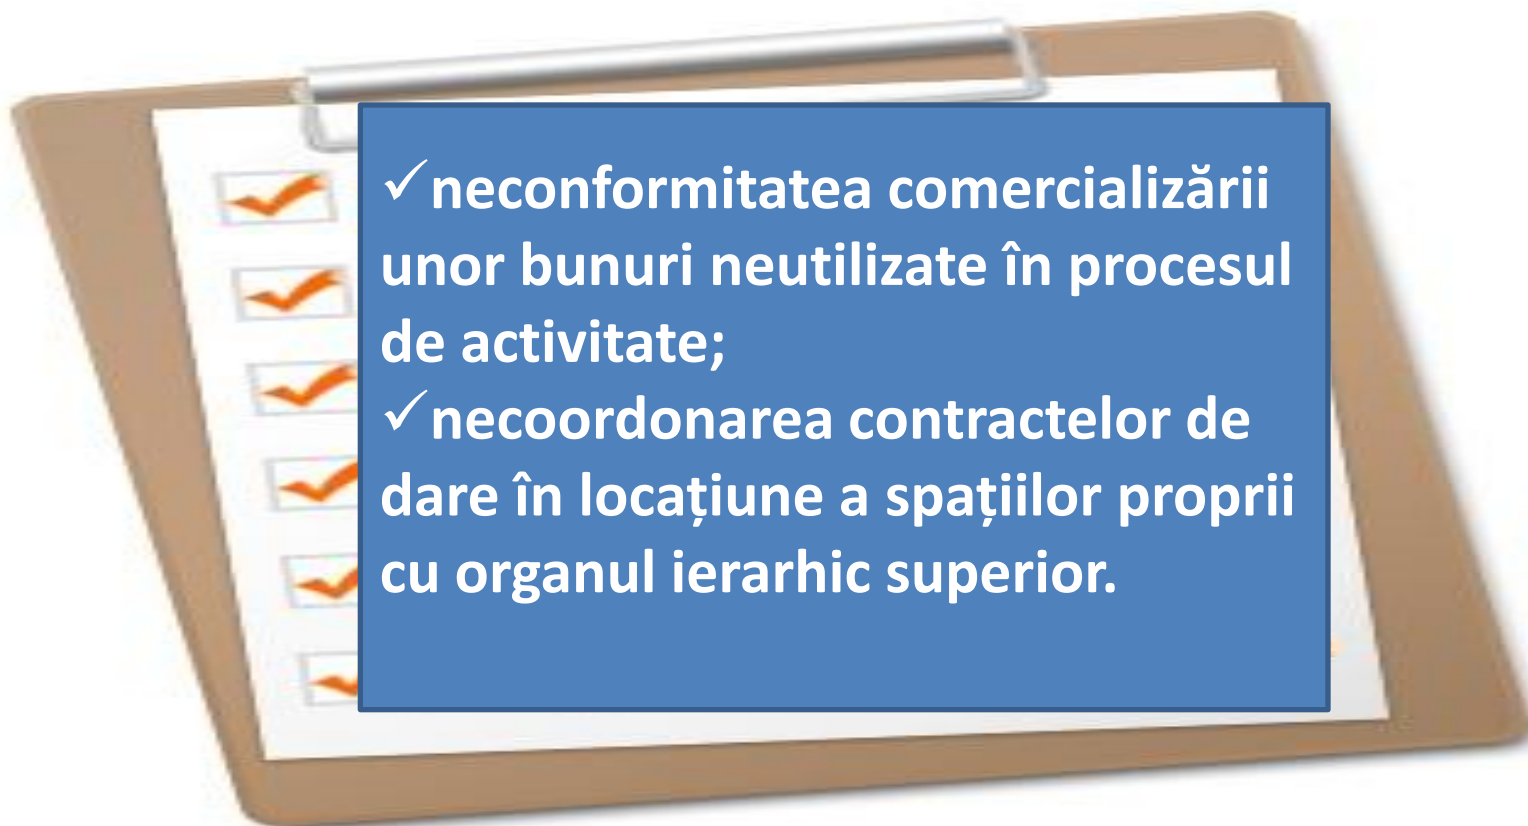 ✓neconformitatea comercializării
unor bunuri neutilizate în procesul
de activitate;
✓necoordonarea contractelor de
dare în locațiune a spațiilor proprii
cu organul ierarhic superior.